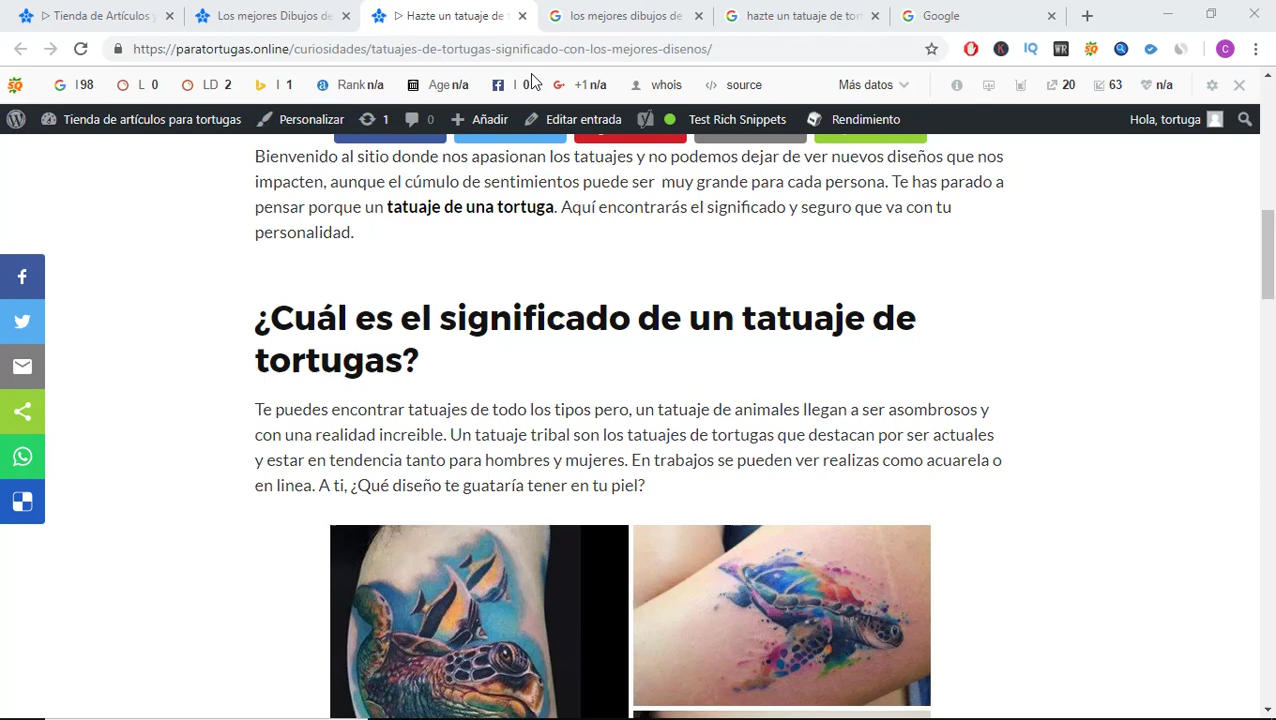 ▷ Tienda de Artículos y
Los mejores Dibujos de
▷ Hazte un tatuaje de t
los mejores dibujos de
hazte un tatuaje de tort
Google
https://paratortugas.online/curiosidades/tatuajes-de-tortugas-significado-con-los-mejores-disenos/
I 98
L 0
LD 2
I 1
Rank n/a
Age n/a
I 0
+1 n/a
whois
source
Más datos
20
63
n/a
Tienda de artículos para tortugas
Personalizar
1
0
Añadir
Editar entrada
Test Rich Snippets
Rendimiento
Hola, tortuga
Bienvenido al sitio donde nos apasionan los tatuajes y no podemos dejar de ver nuevos diseños que nos
impacten, aunque el cúmulo de sentimientos puede ser muy grande para cada persona. Te has parado a
pensar porque un tatuaje de una tortuga. Aquí encontrarás el significado y seguro que va con tu
personalidad.
¿Cuál es el significado de un tatuaje de
tortugas?
Te puedes encontrar tatuajes de todo los tipos pero, un tatuaje de animales llegan a ser asombrosos y
con una realidad increible. Un tatuaje tribal son los tatuajes de tortugas que destacan por ser actuales
y estar en tendencia tanto para hombres y mujeres. En trabajos se pueden ver realizas como acuarela o
en linea. A ti, ¿Qué diseño te guataría tener en tu piel?